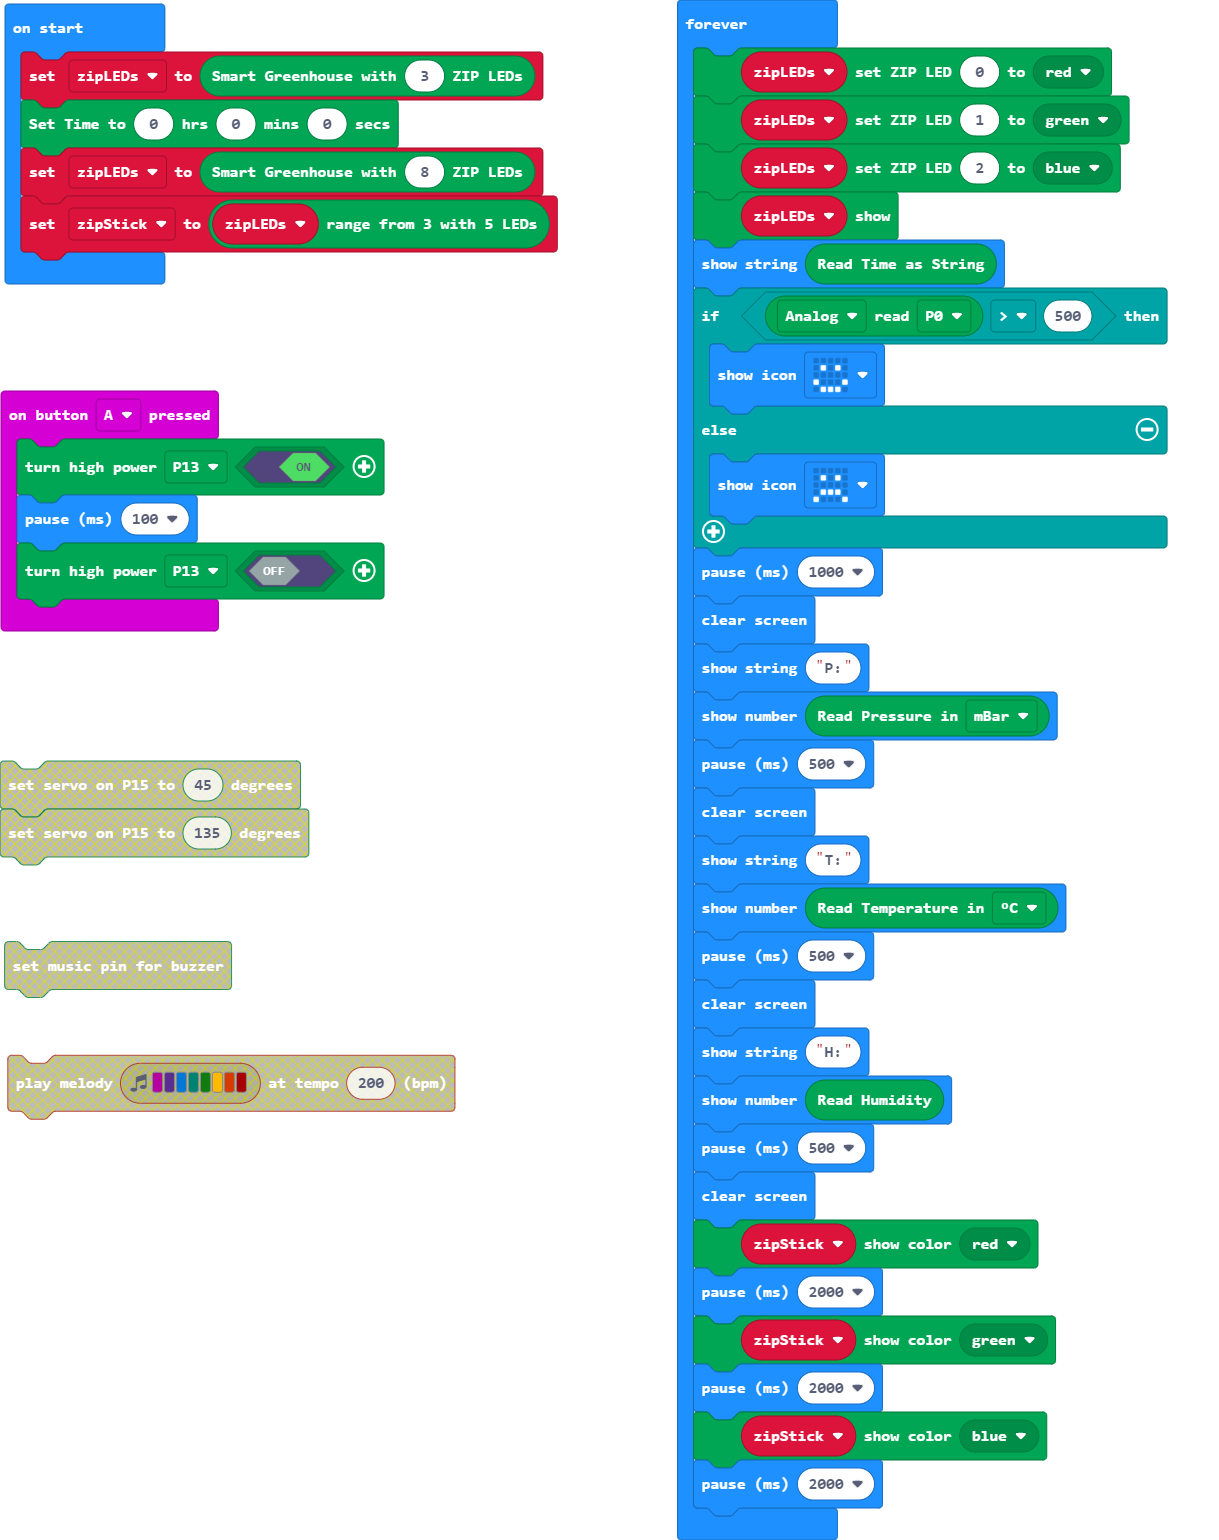 on start
set zipLEDs to Smart Greenhouse with 3 ZIP LEDs
Set Time to 0 hrs 0 mins 0 secs
set zipLEDs to Smart Greenhouse with 8 ZIP LEDs
set zipStick to zipLEDs range from 3 with 5 LEDs
on button A pressed
turn high power P13 ON
pause (ms) 100
turn high power P13 OFF
set servo on P15 to 45 degrees
set servo on P15 to 135 degrees
set music pin for buzzer
play melody at tempo 200 (bpm)
forever
zipLEDs set ZIP LED 0 to red
zipLEDs set ZIP LED 1 to green
zipLEDs set ZIP LED 2 to blue
zipLEDs show
show string Read Time as String
if Analog read P0 > 500 then
show icon
else
show icon
pause (ms) 1000
clear screen
show string "P:"
show number Read Pressure in mBar
pause (ms) 500
clear screen
show string "T:"
show number Read Temperature in ºC
pause (ms) 500
clear screen
show string "H:"
show number Read Humidity
pause (ms) 500
clear screen
zipStick show color red
pause (ms) 2000
zipStick show color green
pause (ms) 2000
zipStick show color blue
pause (ms) 2000